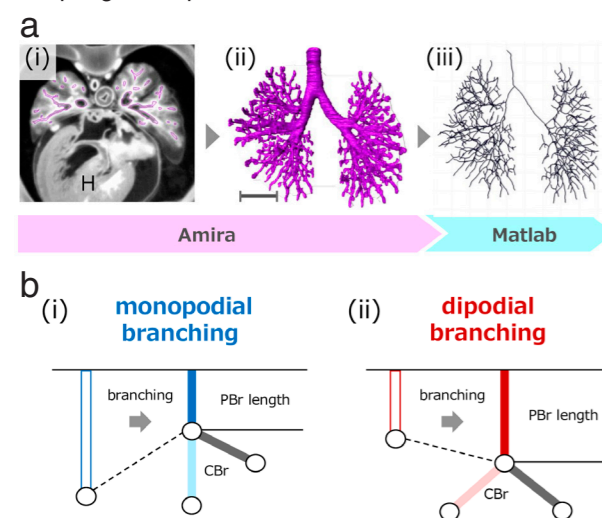 a
(i)
(ii)
(iii)
H
Amira
Matlab
b
(i)
monopodial
branching
branching
PBr length
CBr
(ii)
dipodial
branching
branching
PBr length
CBr